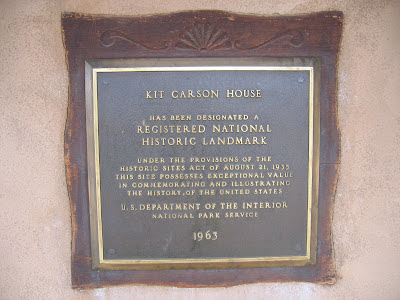 KIT CARSON HOUSE
HAS BEEN DESIGNATED A
REGISTERED NATIONAL
HISTORIC LANDMARK
UNDER THE PROVISIONS OF THE
HISTORIC SITES ACT OF AUGUST 21, 1935
THIS SITE POSSESSES EXCEPTIONAL VALUE
IN COMMEMORATING AND ILLUSTRATING
THE HISTORY OF THE UNITED STATES
U.S. DEPARTMENT OF THE INTERIOR
NATIONAL PARK SERVICE
1963